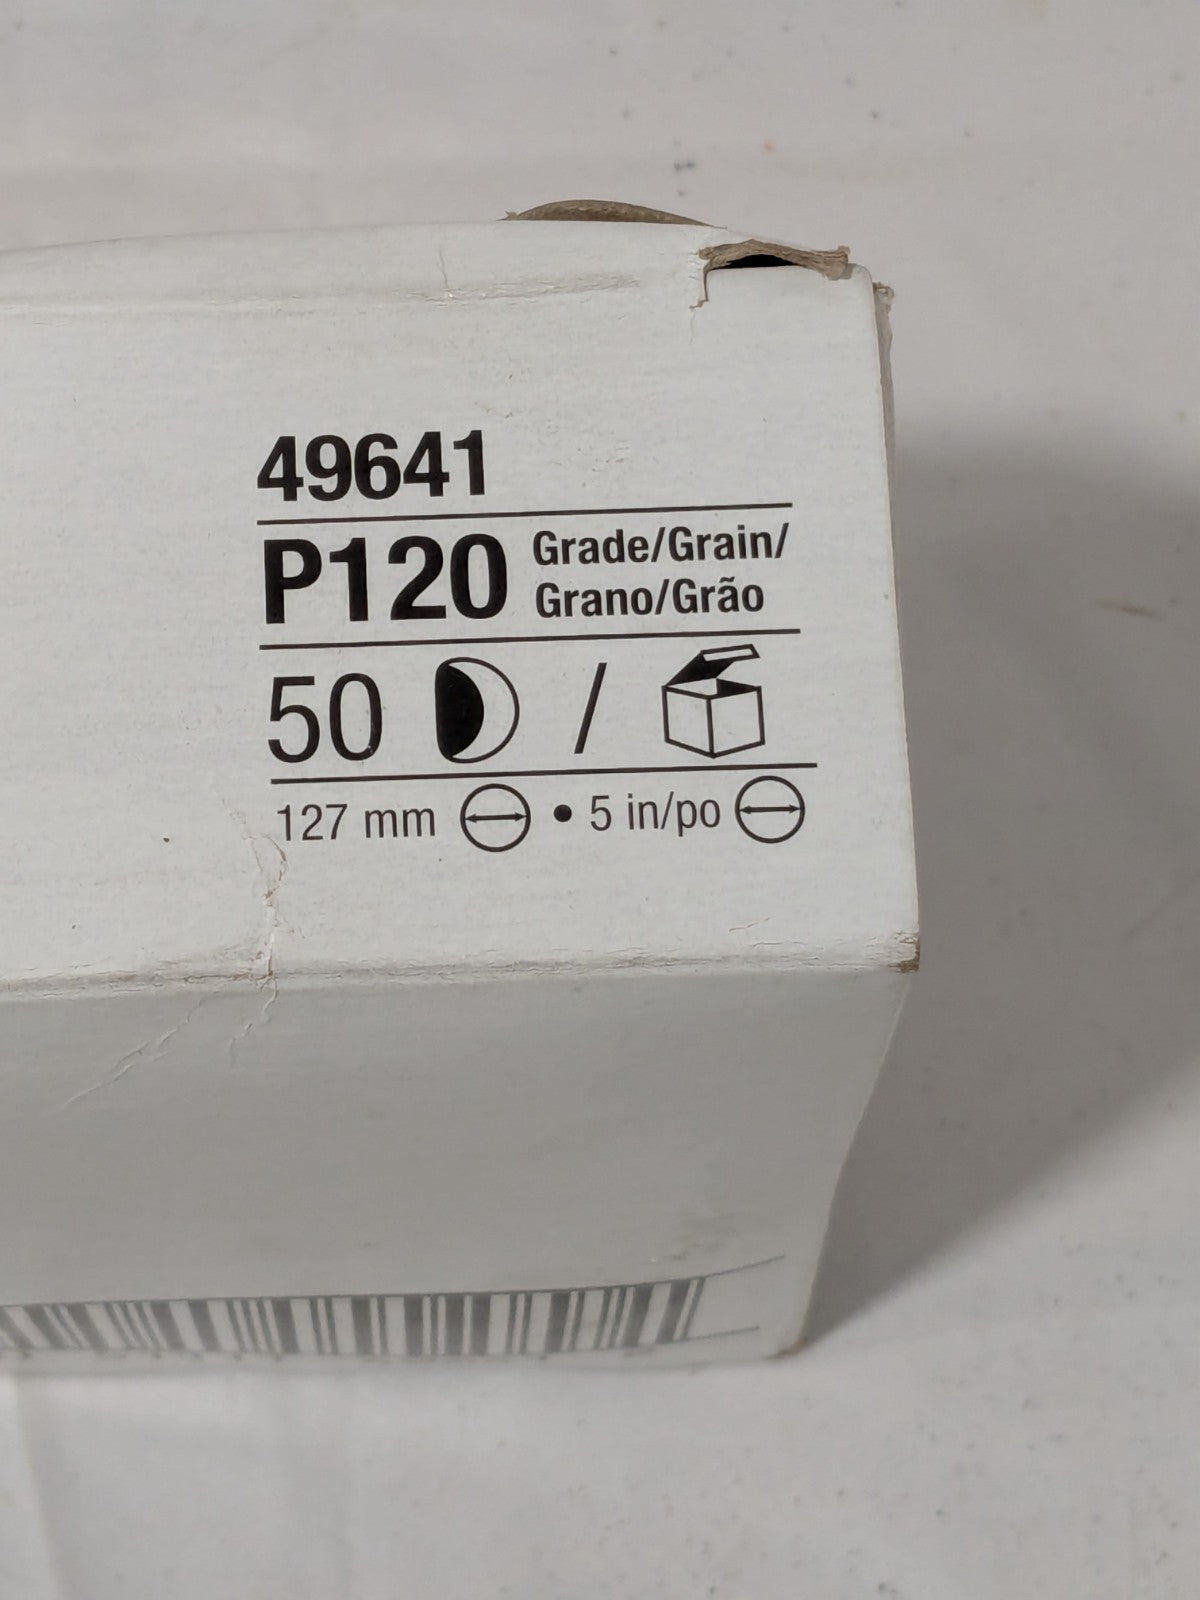 49641
P120 Grade/Grain/
Grano/Grão
50 /
127 mm • 5 in/po